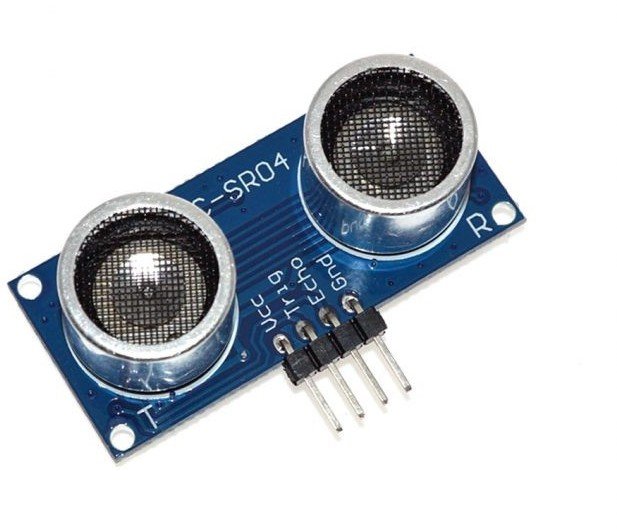 C-SR04
Vcc
Trig
Echo
Gnd
T
R